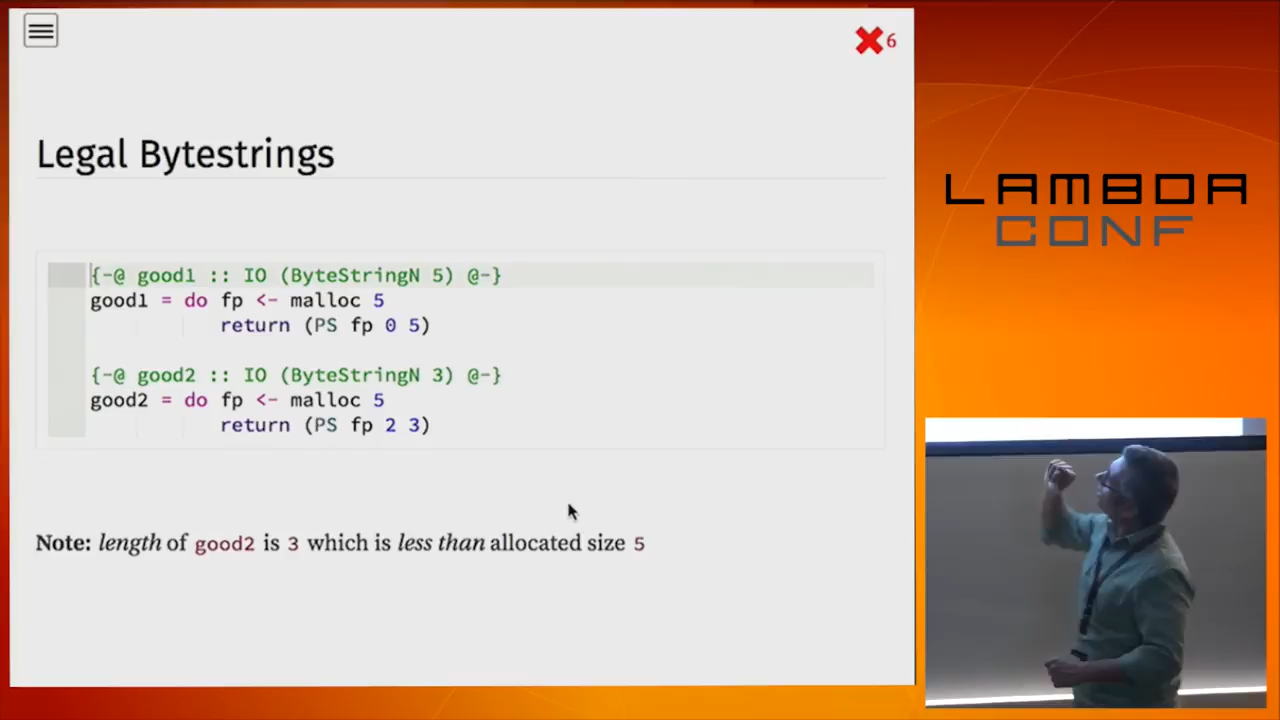 6
Legal Bytestrings
{-@ good1 :: IO (ByteStringN 5) @-}
good1 = do fp <- malloc 5
return (PS fp 0 5)
{-@ good2 :: IO (ByteStringN 3) @-}
good2 = do fp <- malloc 5
return (PS fp 2 3)
Note: length of good2 is 3 which is less than allocated size 5
LAMBDA
CONF